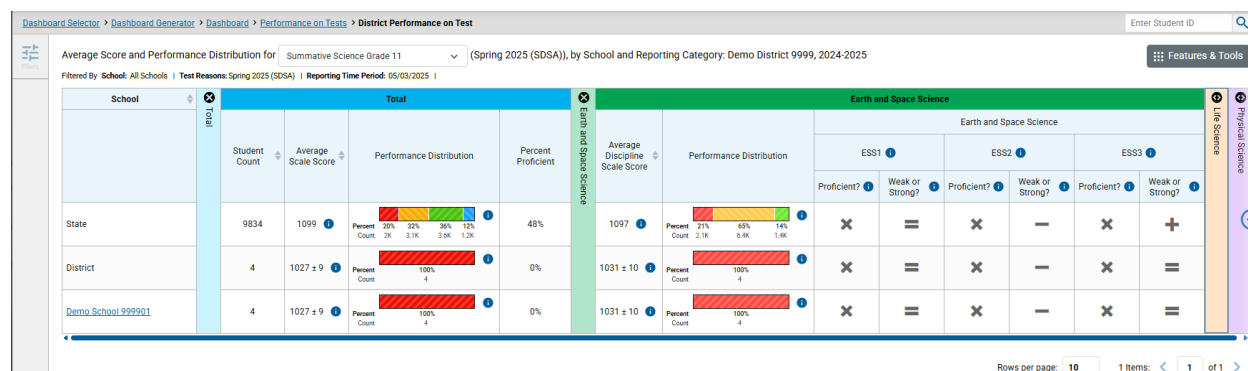 Dashboard Selector > Dashboard Generator > Dashboard > Performance on Tests > District Performance on Test
Enter Student ID
Filters
Average Score and Performance Distribution for Summative Science Grade 11 (Spring 2025 (SDSA)), by School and Reporting Category: Demo District 9999, 2024-2025
Features & Tools
Filtered By School: All Schools | Test Reasons: Spring 2025 (SDSA) | Reporting Time Period: 05/03/2025 |
School
Total
Total
Earth and Space Science
Earth and Space Science
Life Science
Physical Science
Student Count
Average Scale Score
Performance Distribution
Percent Proficient
Average Discipline Scale Score
Performance Distribution
Earth and Space Science
ESS1 ESS2 ESS3
Proficient? Weak or Strong? Proficient? Weak or Strong? Proficient? Weak or Strong?
State 9834 1099 48% 1097
Percent 20% 32% 36% 12%
Count 2K 3.1K 3.6K 1.2K
Percent 21% 65% 14%
Count 2.1K 6.4K 1.4K
District 4 1027 ± 9 0% 1031 ± 10
Percent 100%
Count 4
Percent 100%
Count 4
Demo School 999901 4 1027 ± 9 0% 1031 ± 10
Percent 100%
Count 4
Percent 100%
Count 4
Rows per page: 10 1 Items: 1 of 1